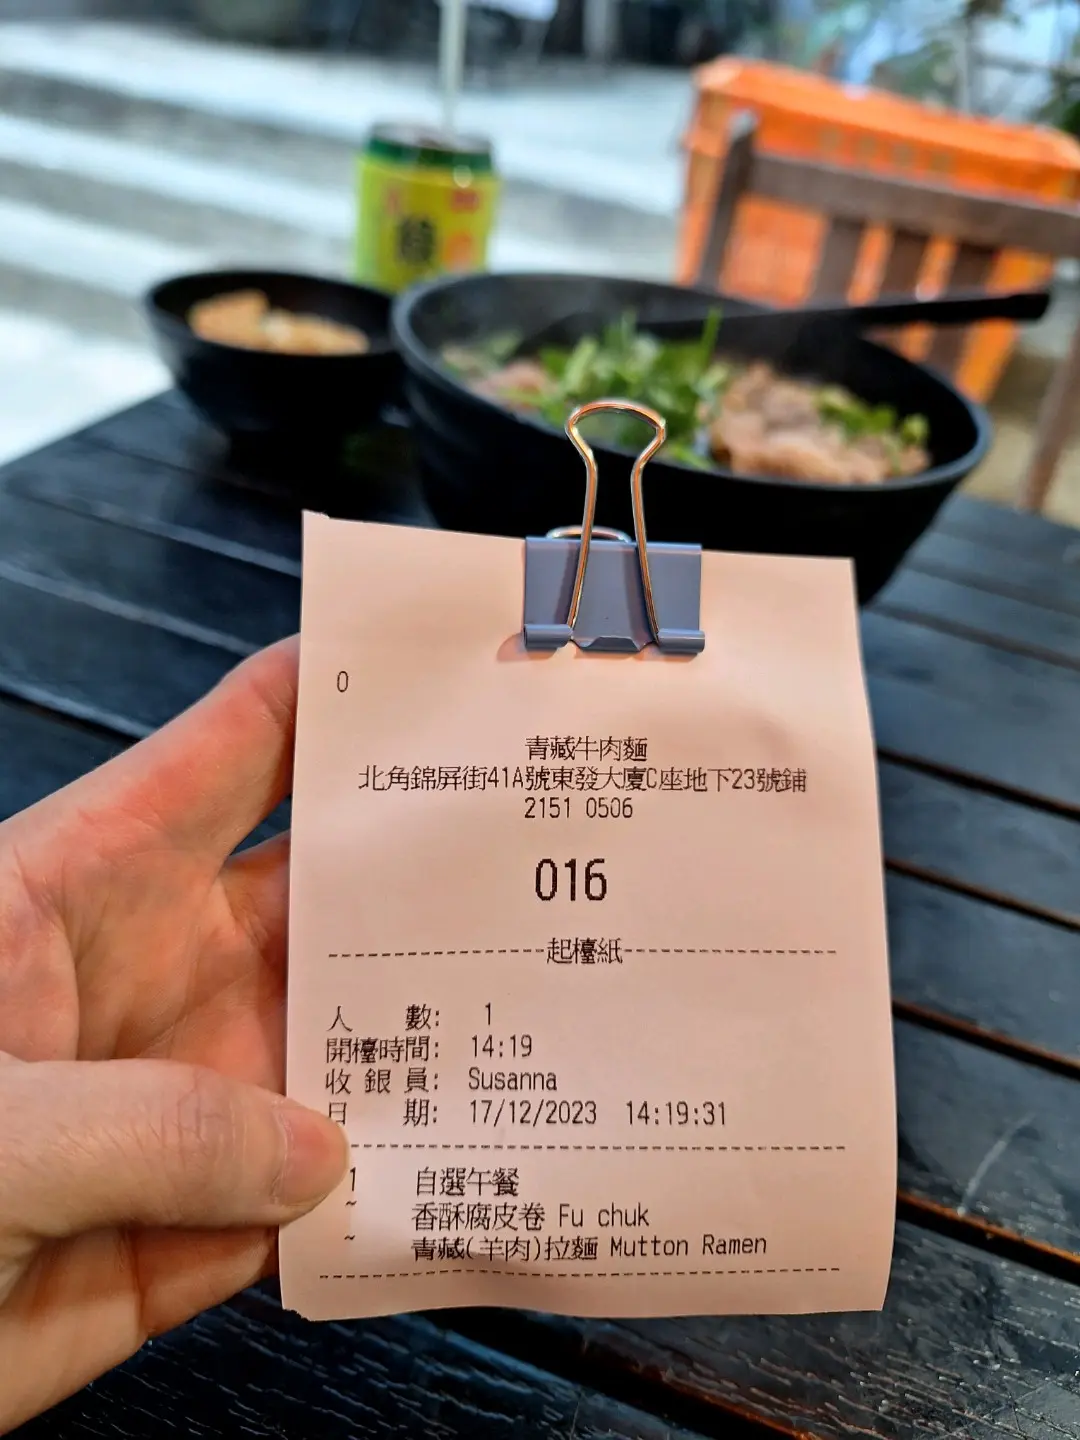 0
青藏牛肉麵
北角錦屏街41A號東發大廈C座地下23號鋪
2151 0506
016
--------------------起檯紙--------------------
人 數: 1
開檯時間: 14:19
收 銀 員: Susanna
日 期: 17/12/2023 14:19:31
1 自選午餐
~ 香酥腐皮卷 Fu chuk
~ 青藏(羊肉)拉麵 Mutton Ramen